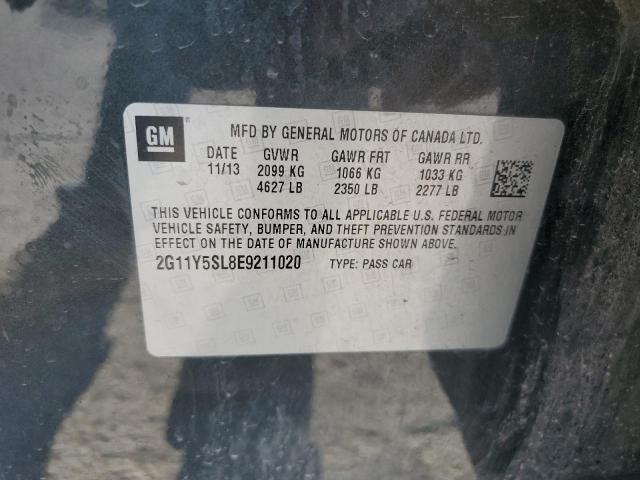 GM
MFD BY GENERAL MOTORS OF CANADA LTD.
DATE GVWR GAWR FRT GAWR RR
11/13 2099 KG 1066 KG 1033 KG
4627 LB 2350 LB 2277 LB
THIS VEHICLE CONFORMS TO ALL APPLICABLE U.S. FEDERAL MOTOR
VEHICLE SAFETY, BUMPER, AND THEFT PREVENTION STANDARDS IN
EFFECT ON THE DATE OF MANUFACTURE SHOWN ABOVE.
2G11Y5SL8E9211020 TYPE: PASS CAR